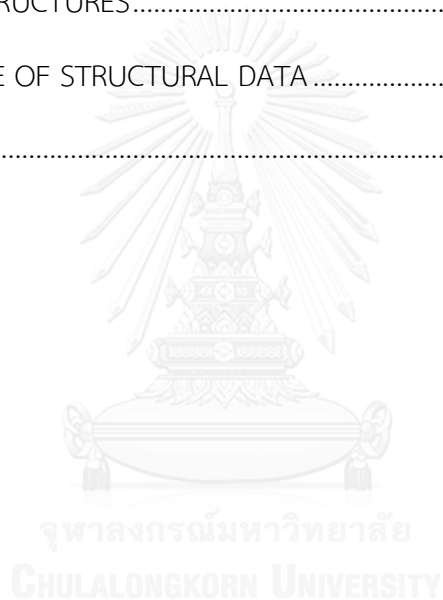 RUCTURES....................................................
E OF STRUCTURAL DATA......................
................................................................................
จุฬาลงกรณ์มหาวิทยาลัย
CHULALONGKORN UNIVERSITY